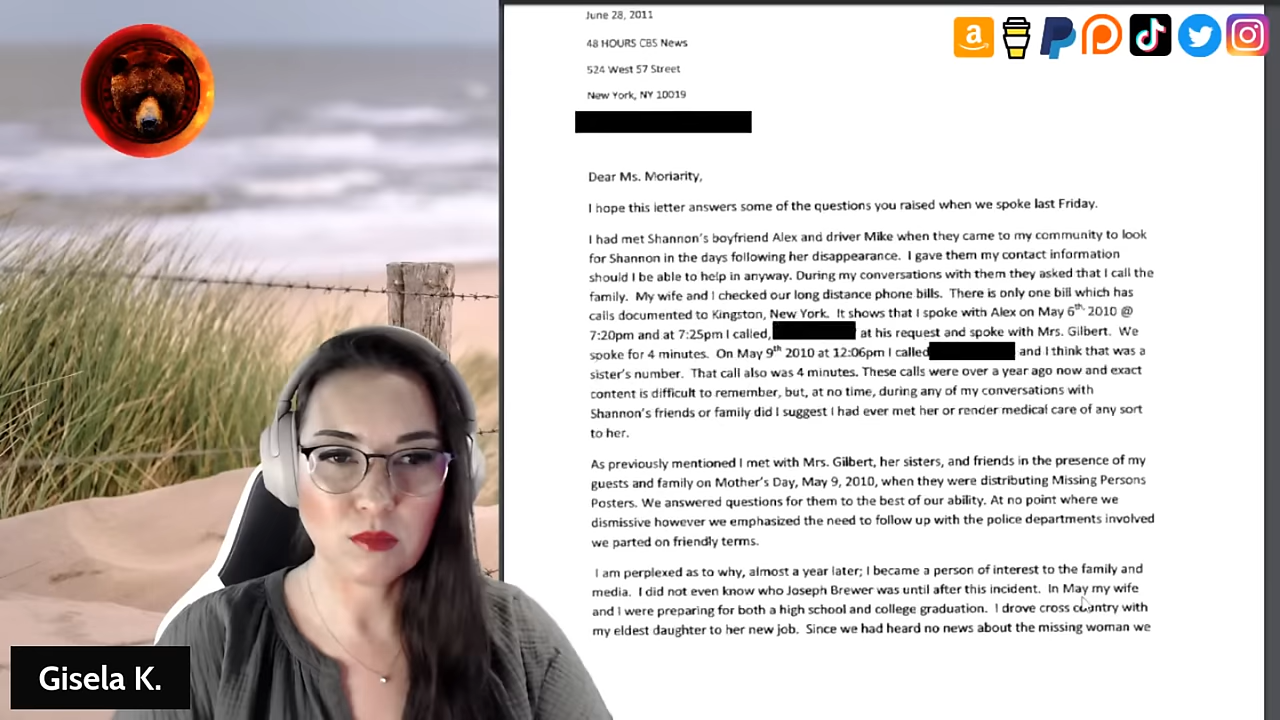 June 28, 2011
48 HOURS CBS News
524 West 57 Street
New York, NY 10019
Dear Ms. Moriarity,
I hope this letter answers some of the questions you raised when we spoke last Friday.
I had met Shannon's boyfriend Alex and driver Mike when they came to my community to look
for Shannon in the days following her disappearance. I gave them my contact information
should I be able to help in anyway. During my conversations with them they asked that I call the
family. My wife and I checked our long distance phone bills. There is only one bill which has
calls documented to Kingston, New York. It shows that I spoke with Alex on May 6th, 2010 @
7:20pm and at 7:25pm I called, at his request and spoke with Mrs. Gilbert. We
spoke for 4 minutes. On May 9th 2010 at 12:06pm I called and I think that was a
sister's number. That call also was 4 minutes. These calls were over a year ago now and exact
content is difficult to remember, but, at no time, during any of my conversations with
Shannon's friends or family did I suggest I had ever met her or render medical care of any sort
to her.
As previously mentioned I met with Mrs. Gilbert, her sisters, and friends in the presence of my
guests and family on Mother's Day, May 9, 2010, when they were distributing Missing Persons
Posters. We answered questions for them to the best of our ability. At no point where we
dismissive however we emphasized the need to follow up with the police departments involved
we parted on friendly terms.
I am perplexed as to why, almost a year later; I became a person of interest to the family and
media. I did not even know who Joseph Brewer was until after this incident. In May my wife
and I were preparing for both a high school and college graduation. I drove cross country with
my eldest daughter to her new job. Since we had heard no news about the missing woman we
Gisela K.